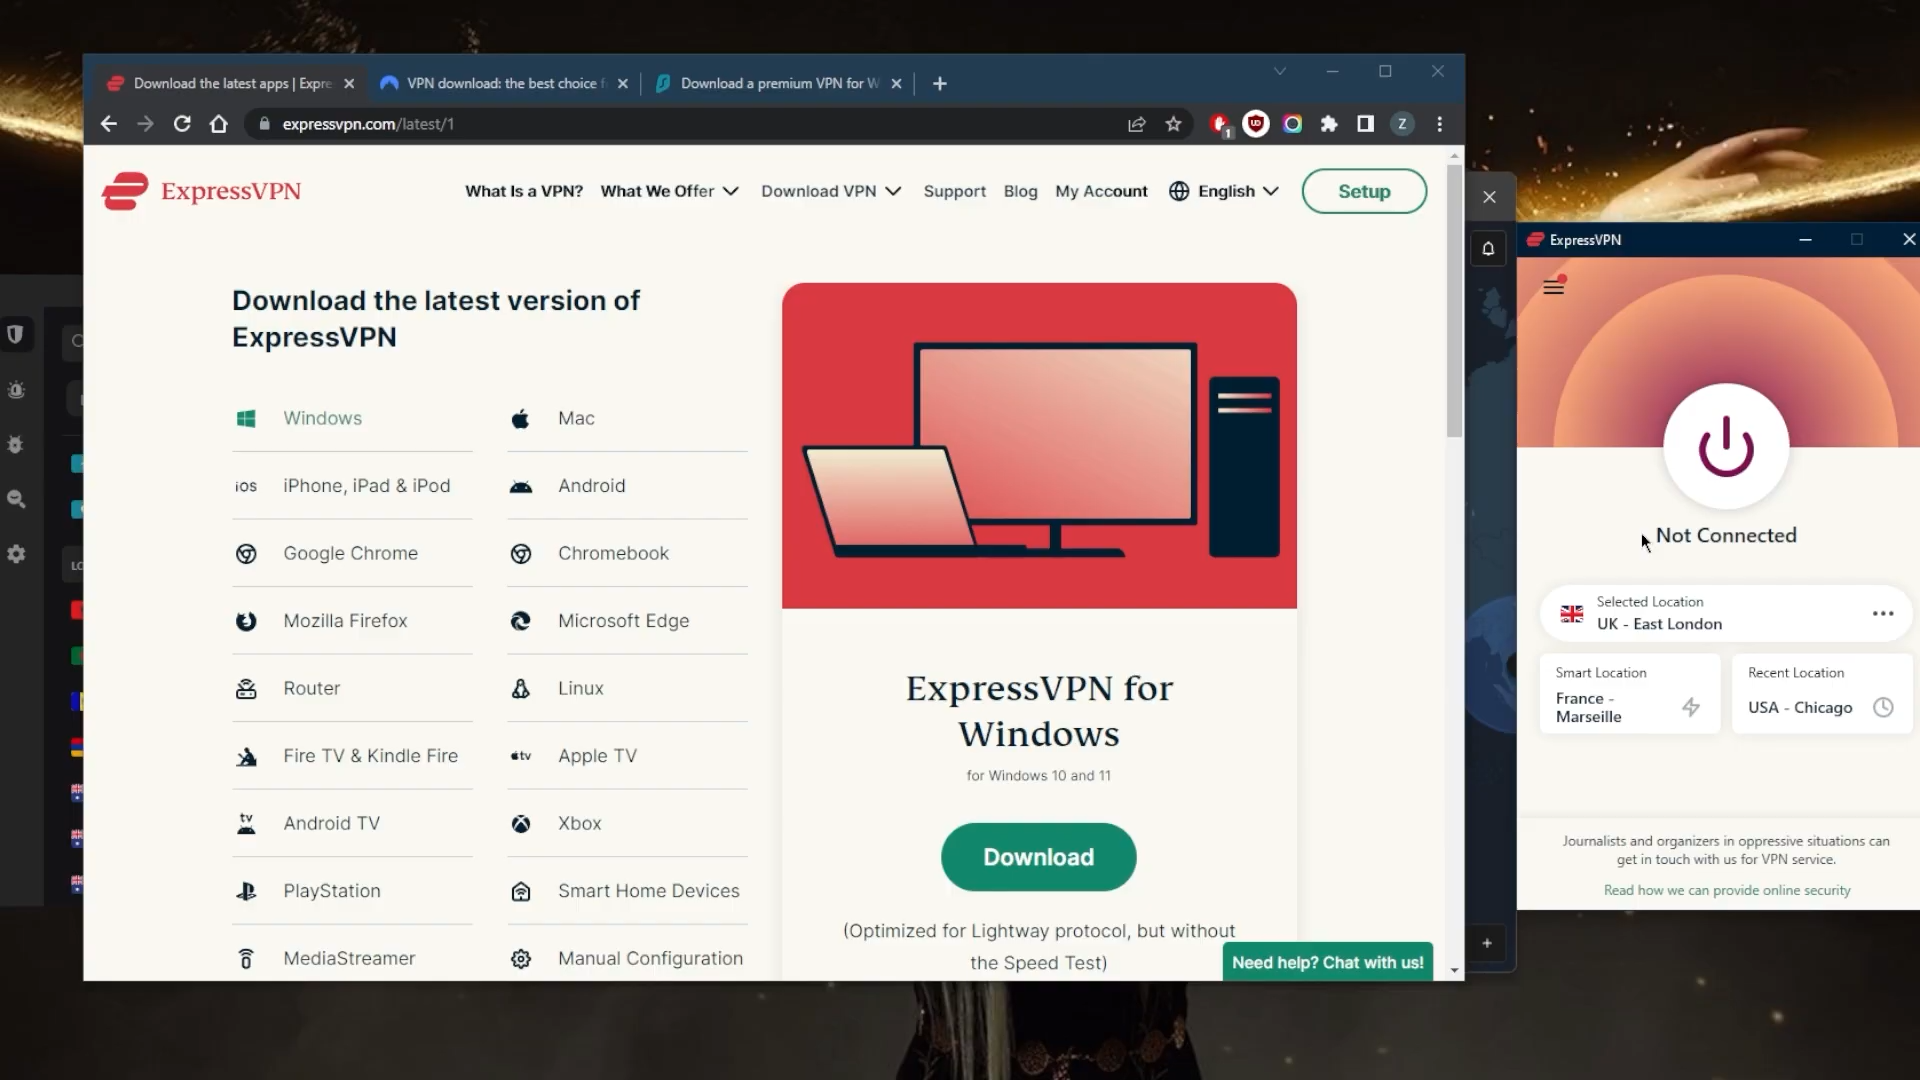 Download the latest apps | Expre
VPN download: the best choice f
Download a premium VPN for W
expressvpn.com/latest/1
1
Z
ExpressVPN
What Is a VPN?
What We Offer
Download VPN
Support
Blog
My Account
English
Setup
Download the latest version of
ExpressVPN
Windows
Mac
iOS
iPhone, iPad & iPod
Android
Google Chrome
Chromebook
Mozilla Firefox
Microsoft Edge
Router
Linux
Fire TV & Kindle Fire
tv
Apple TV
tv
Android TV
Xbox
PlayStation
Smart Home Devices
MediaStreamer
Manual Configuration
ExpressVPN for
Windows
for Windows 10 and 11
Download
(Optimized for Lightway protocol, but without
the Speed Test)
Need help? Chat with us!
ExpressVPN
Not Connected
Selected Location
UK - East London
Smart Location
France -
Marseille
Recent Location
USA - Chicago
Journalists and organizers in oppressive situations can
get in touch with us for VPN service.
Read how we can provide online security